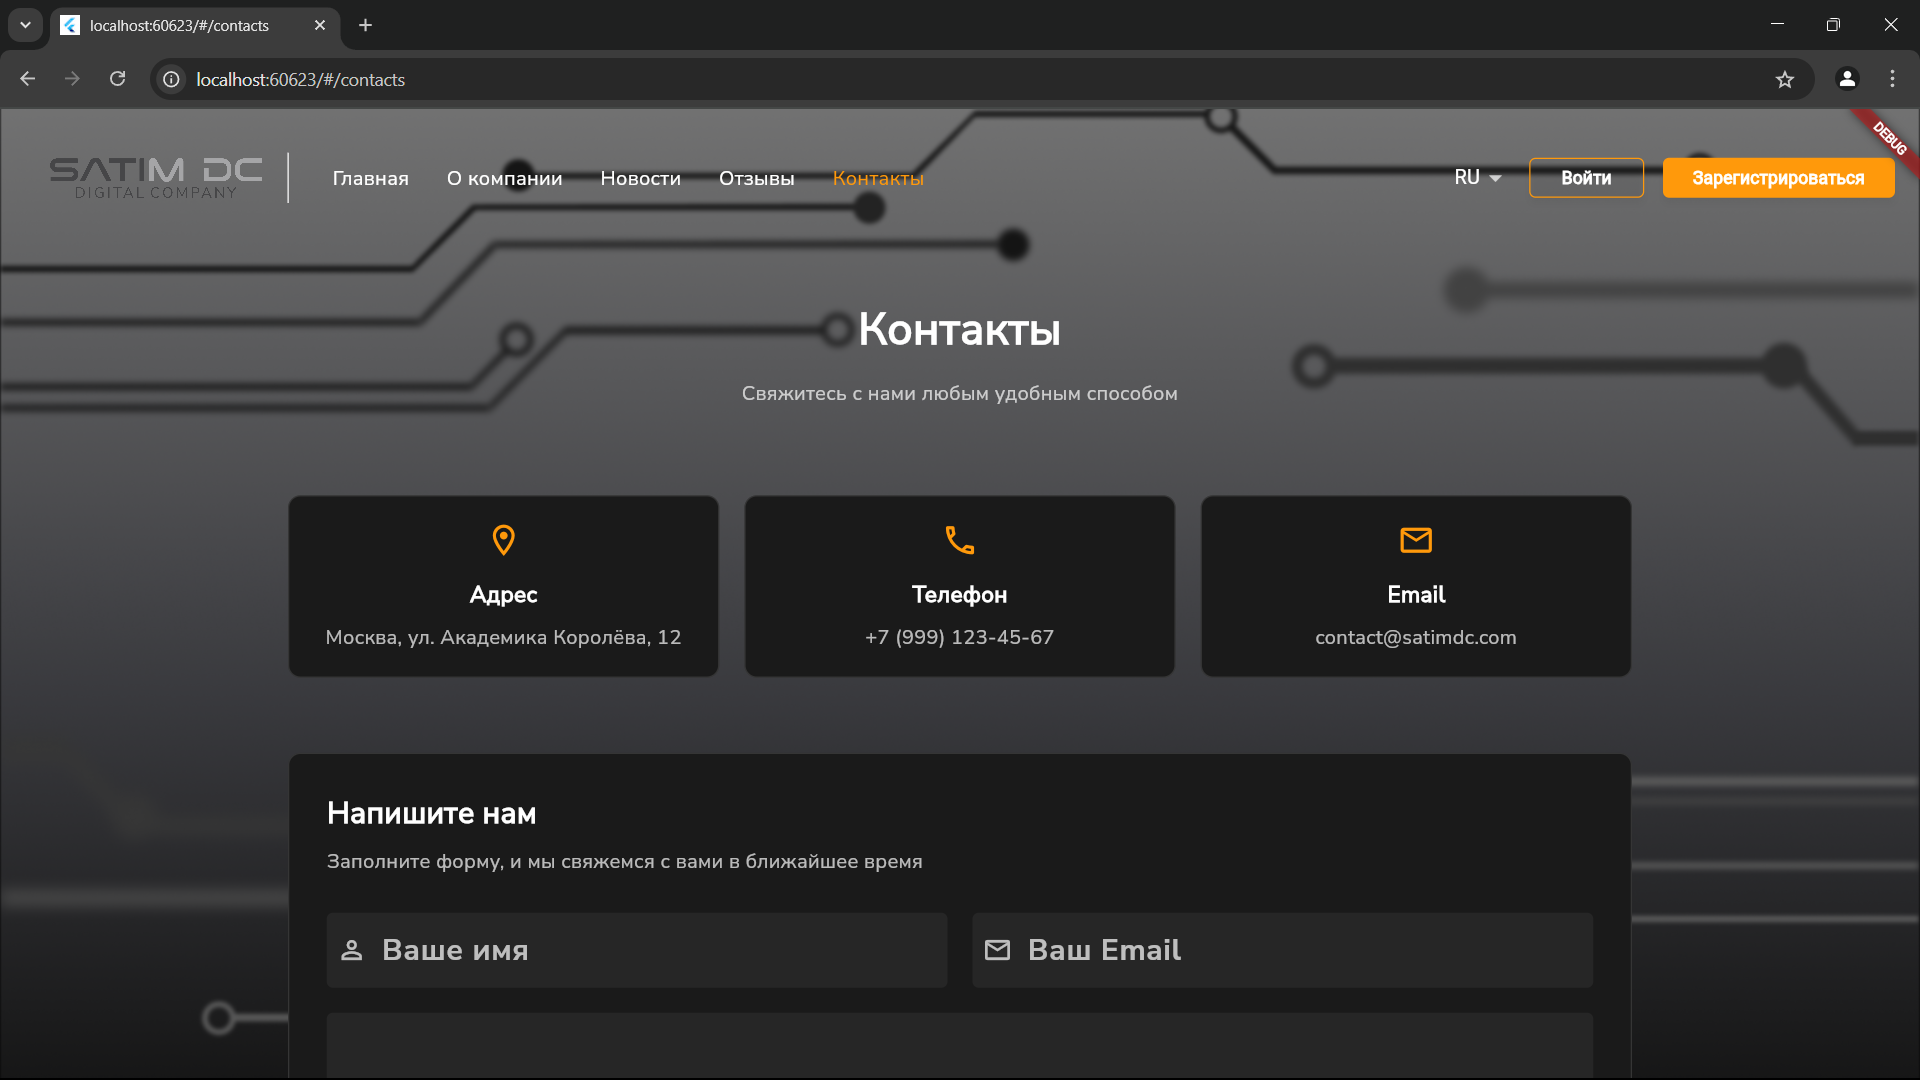 localhost:60623/#/contacts
localhost:60623/#/contacts
DEBUG
SATIM DC
DIGITAL COMPANY
Главная О компании Новости Отзывы Контакты RU Войти Зарегистрироваться
Контакты
Свяжитесь с нами любым удобным способом
Адрес
Москва, ул. Академика Королёва, 12
Телефон
+7 (999) 123-45-67
Email
contact@satimdc.com
Напишите нам
Заполните форму, и мы свяжемся с вами в ближайшее время
Ваше имя
Ваш Email